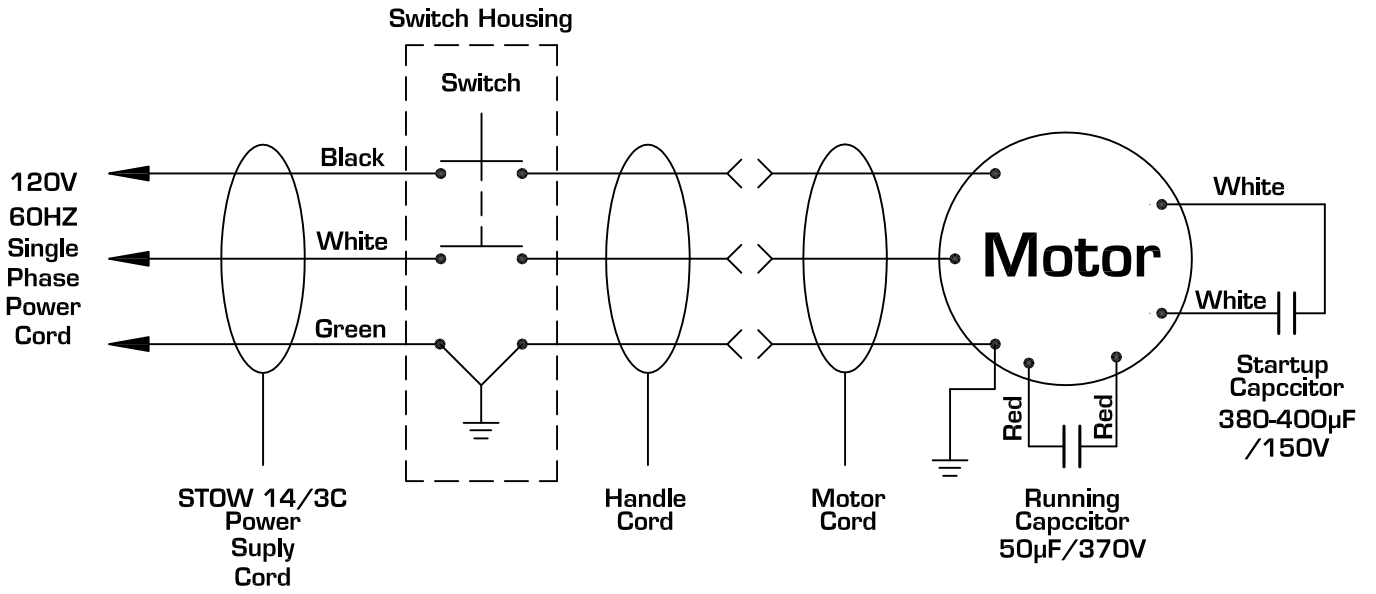 Switch Housing
Switch
120V
60HZ
Single
Phase
Power
Cord
Black
White
Green
Motor
White
White
Startup
Capccitor
380-400µF
/150V
Red
Red
STOW 14/3C
Power
Suply
Cord
Handle
Cord
Motor
Cord
Running
Capccitor
50µF/370V